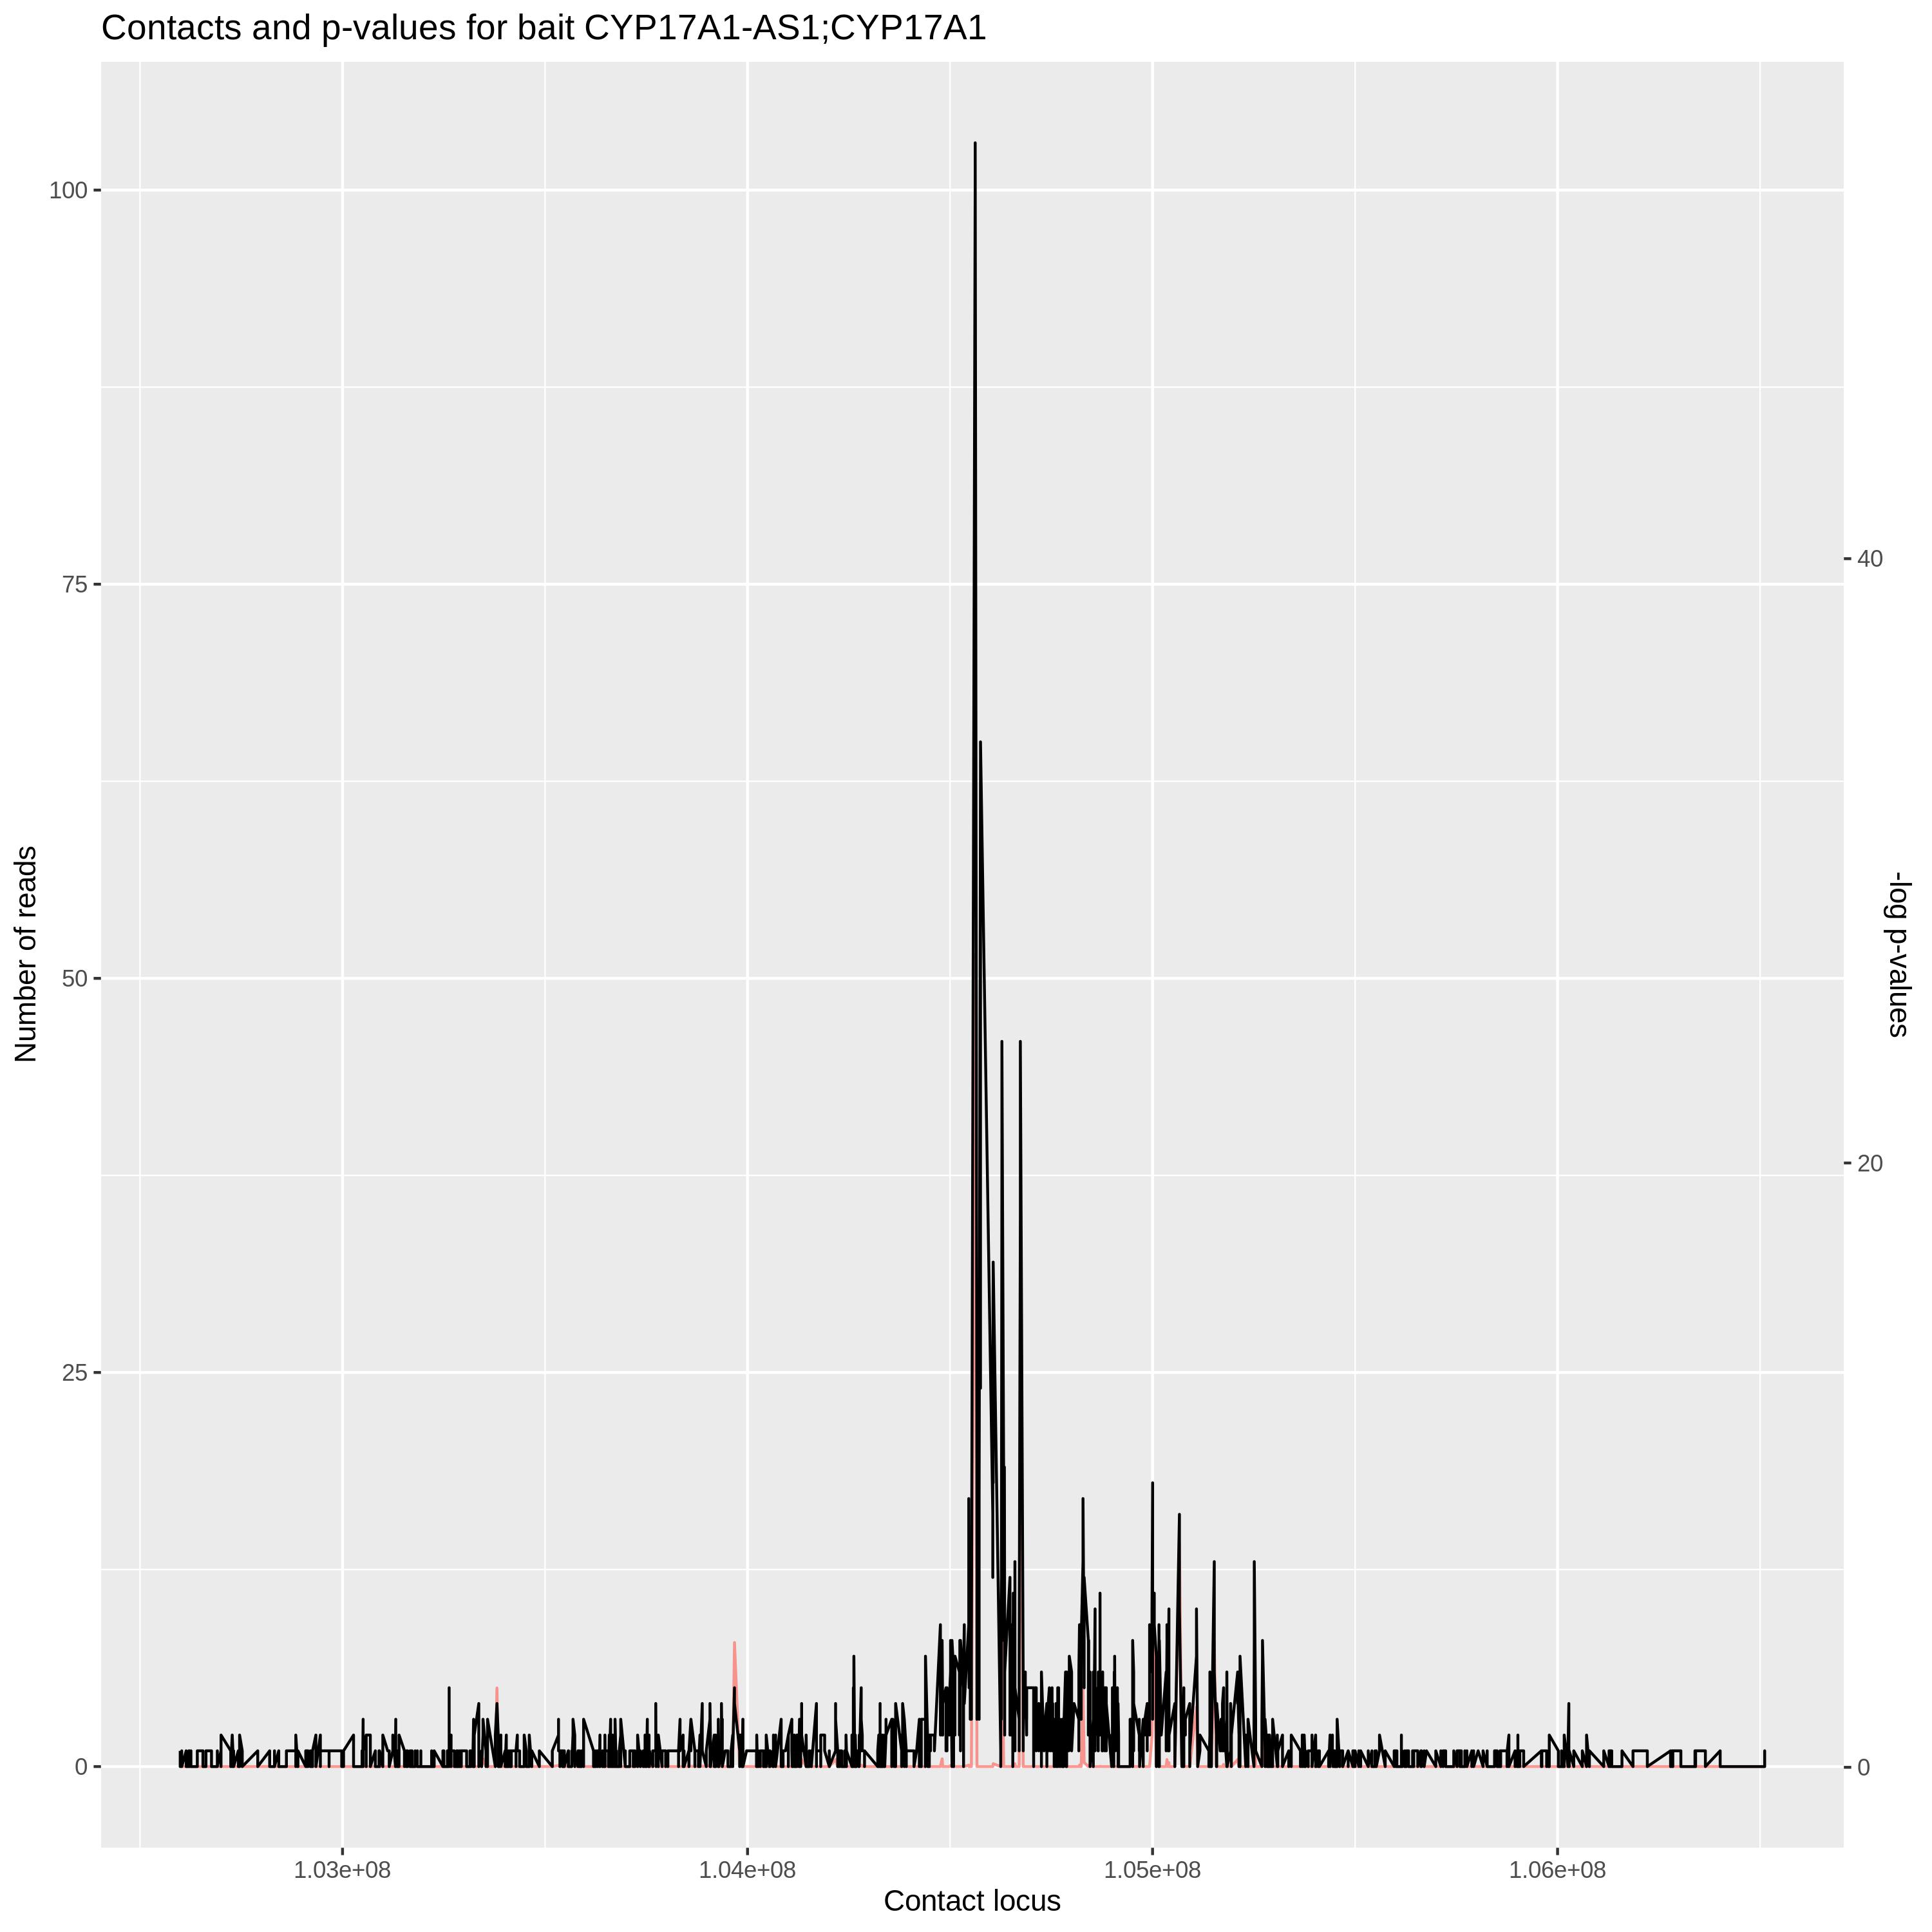 Contacts and p-values for bait CYP17A1-AS1;CYP17A1
100
75
50
25
0
Number of reads
40
20
0
-log p-values
1.03e+08 1.04e+08 1.05e+08 1.06e+08
Contact locus